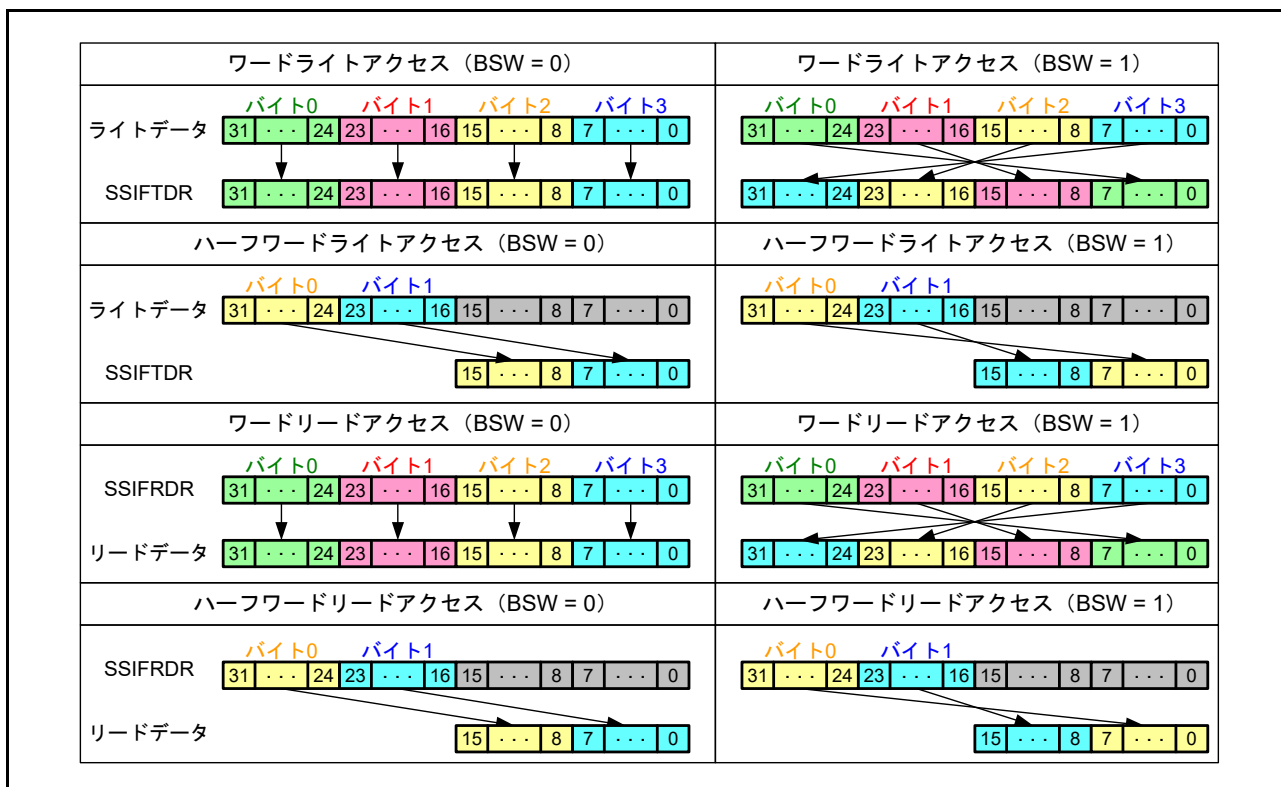 ワードライトアクセス（BSW = 0） ワードライトアクセス（BSW = 1）
バイト0 バイト1 バイト2 バイト3 バイト0 バイト1 バイト2 バイト3
ライトデータ 31 ･･･ 24 23 ･･･ 16 15 ･･･ 8 7 ･･･ 0 31 ･･･ 24 23 ･･･ 16 15 ･･･ 8 7 ･･･ 0
SSIFTDR 31 ･･･ 24 23 ･･･ 16 15 ･･･ 8 7 ･･･ 0 31 ･･･ 24 23 ･･･ 16 15 ･･･ 8 7 ･･･ 0
ハーフワードライトアクセス（BSW = 0） ハーフワードライトアクセス（BSW = 1）
バイト0 バイト1 バイト0 バイト1
ライトデータ 31 ･･･ 24 23 ･･･ 16 15 ･･･ 8 7 ･･･ 0 31 ･･･ 24 23 ･･･ 16 15 ･･･ 8 7 ･･･ 0
SSIFTDR 15 ･･･ 8 7 ･･･ 0 15 ･･･ 8 7 ･･･ 0
ワードリードアクセス（BSW = 0） ワードリードアクセス（BSW = 1）
バイト0 バイト1 バイト2 バイト3 バイト0 バイト1 バイト2 バイト3
SSIFRDR 31 ･･･ 24 23 ･･･ 16 15 ･･･ 8 7 ･･･ 0 31 ･･･ 24 23 ･･･ 16 15 ･･･ 8 7 ･･･ 0
リードデータ 31 ･･･ 24 23 ･･･ 16 15 ･･･ 8 7 ･･･ 0 31 ･･･ 24 23 ･･･ 16 15 ･･･ 8 7 ･･･ 0
ハーフワードリードアクセス（BSW = 0） ハーフワードリードアクセス（BSW = 1）
バイト0 バイト1 バイト0 バイト1
SSIFRDR 31 ･･･ 24 23 ･･･ 16 15 ･･･ 8 7 ･･･ 0 31 ･･･ 24 23 ･･･ 16 15 ･･･ 8 7 ･･･ 0
リードデータ 15 ･･･ 8 7 ･･･ 0 15 ･･･ 8 7 ･･･ 0